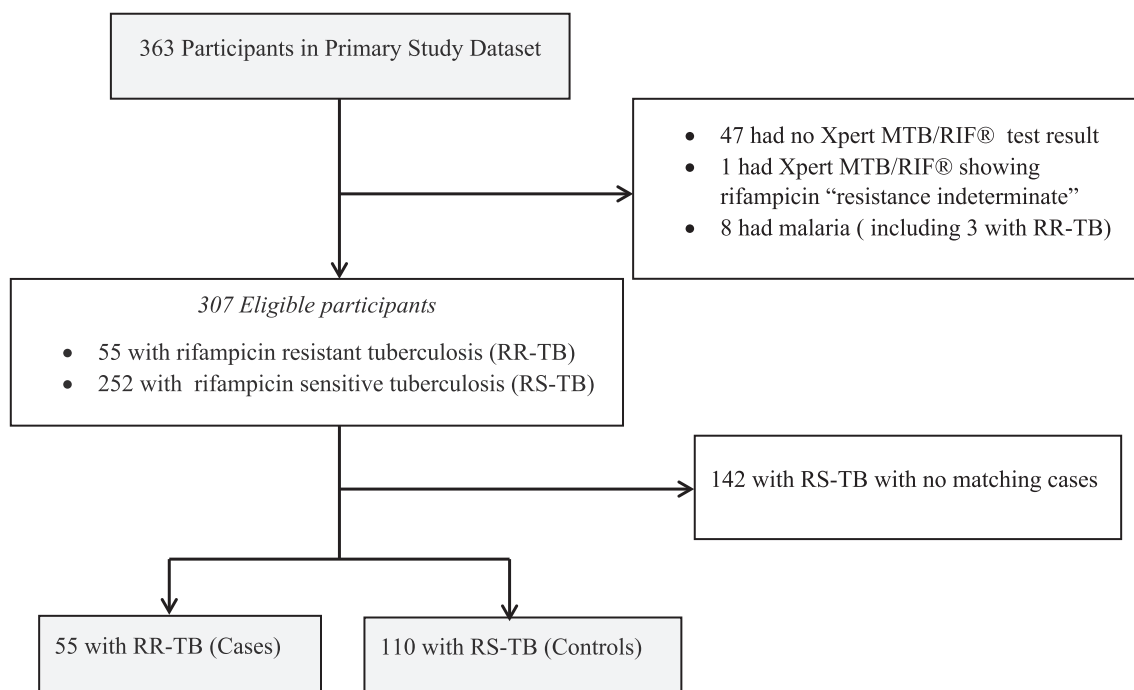 363 Participants in Primary Study Dataset
• 47 had no Xpert MTB/RIF® test result
• 1 had Xpert MTB/RIF® showing
rifampicin “resistance indeterminate”
• 8 had malaria ( including 3 with RR-TB)
307 Eligible participants
• 55 with rifampicin resistant tuberculosis (RR-TB)
• 252 with rifampicin sensitive tuberculosis (RS-TB)
142 with RS-TB with no matching cases
55 with RR-TB (Cases)
110 with RS-TB (Controls)